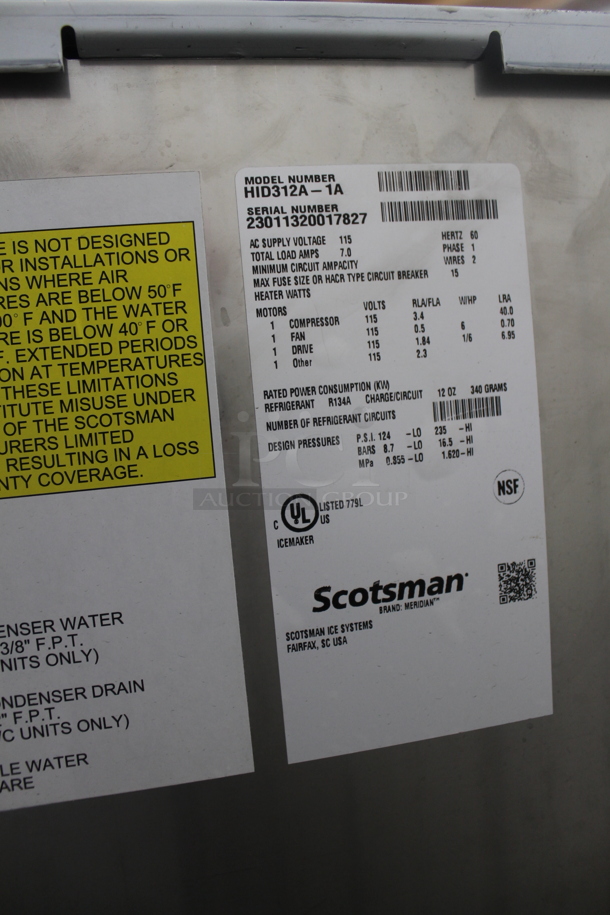 E IS NOT DESIGNED
R INSTALLATIONS OR
NS WHERE AIR
RES ARE BELOW 50°F
00° F AND THE WATER
RE IS BELOW 40°F OR
F. EXTENDED PERIODS
ON AT TEMPERATURES
THESE LIMITATIONS
TITUTE MISUSE UNDER
OF THE SCOTSMAN
URERS LIMITED
RESULTING IN A LOSS
NTY COVERAGE.
ENSER WATER
3/8" F.P.T.
NITS ONLY)
ONDENSER DRAIN
" F.P.T.
/C UNITS ONLY)
LE WATER
ARE
MODEL NUMBER
HID312A-1A
SERIAL NUMBER
23011320017827
AC SUPPLY VOLTAGE 115 HERTZ 60
TOTAL LOAD AMPS 7.0 PHASE 1
MINIMUM CIRCUIT AMPACITY WIRES 2
MAX FUSE SIZE OR HACR TYPE CIRCUIT BREAKER 15
HEATER WATTS
MOTORS VOLTS RLA/FLA W/HP LRA
1 COMPRESSOR 115 3.4 40.0
1 FAN 115 0.5 6 0.70
1 DRIVE 115 1.84 1/6 6.95
1 Other 115 2.3
RATED POWER CONSUMPTION (KW)
REFRIGERANT R134A CHARGE/CIRCUIT 12 OZ 340 GRAMS
NUMBER OF REFRIGERANT CIRCUITS
DESIGN PRESSURES P.S.I. 124 -LO 235 -HI
BARS 8.7 -LO 16.5 -HI
MPa 0.855 -LO 1.620-HI
PCI
AUCTION GROUP
NSF
C UL US LISTED 779L
ICEMAKER
Scotsman
BRAND: MERIDIAN™
SCOTSMAN ICE SYSTEMS
FAIRFAX, SC USA